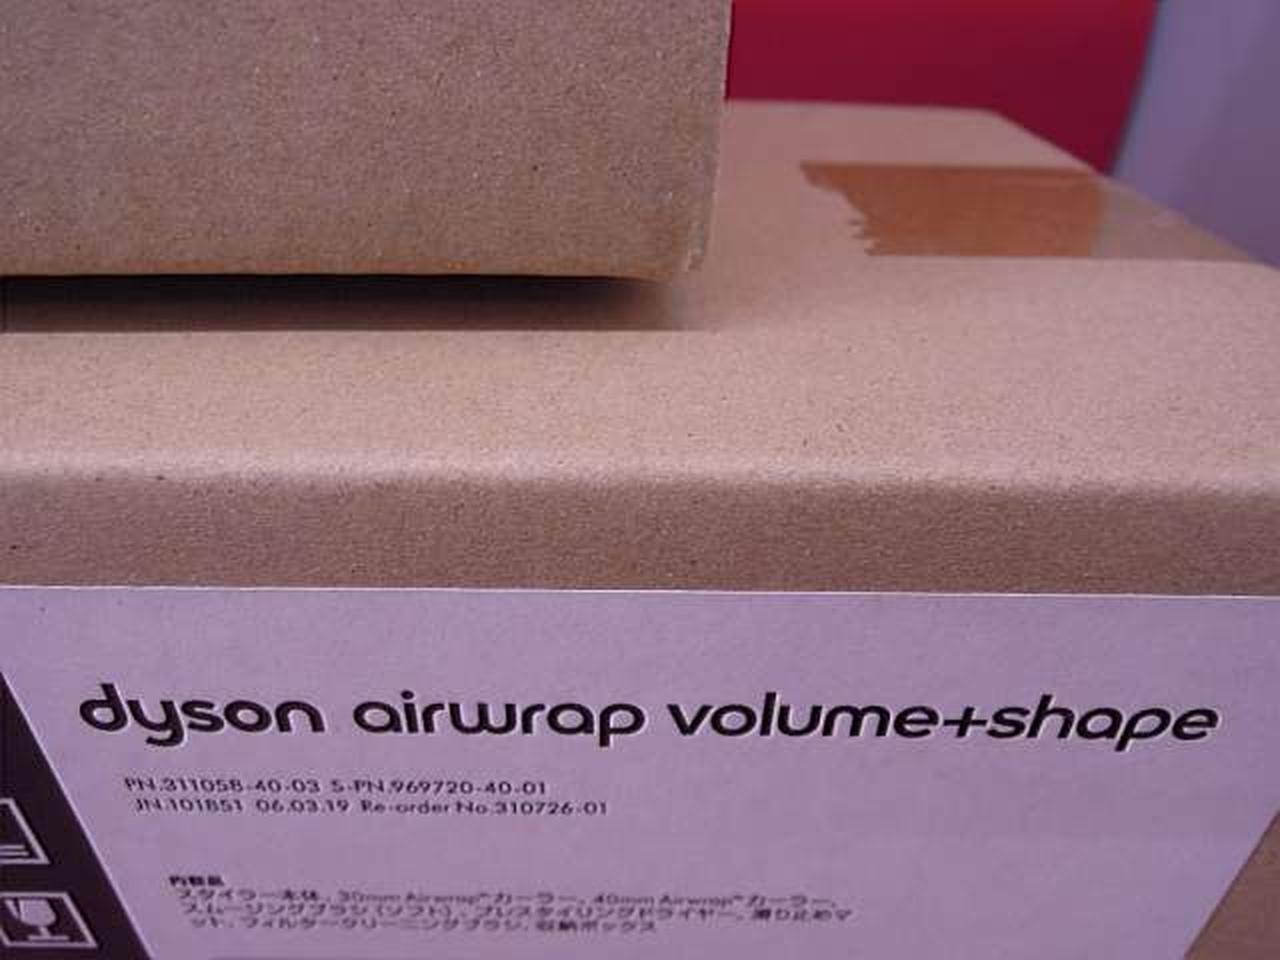 dyson airwrap volume+shape
PN.311058-40-03 S-PN.969720-40-01
JN.101851 06.03.19 Re-order No.310726-01
内容品
スタイラー本体、30mm Airwrap™カーラー、40mm Airwrap™カーラー、
スムージングブラシ（ソフト）、プレスタイリングドライヤー、滑り止めマ
ット、フィルタークリーニングブラシ、収納ボックス